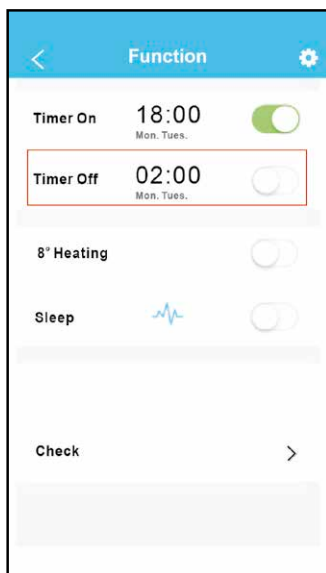 Function
Timer On
18:00
Mon. Tues.
Timer Off
02:00
Mon. Tues.
8° Heating
Sleep
Check